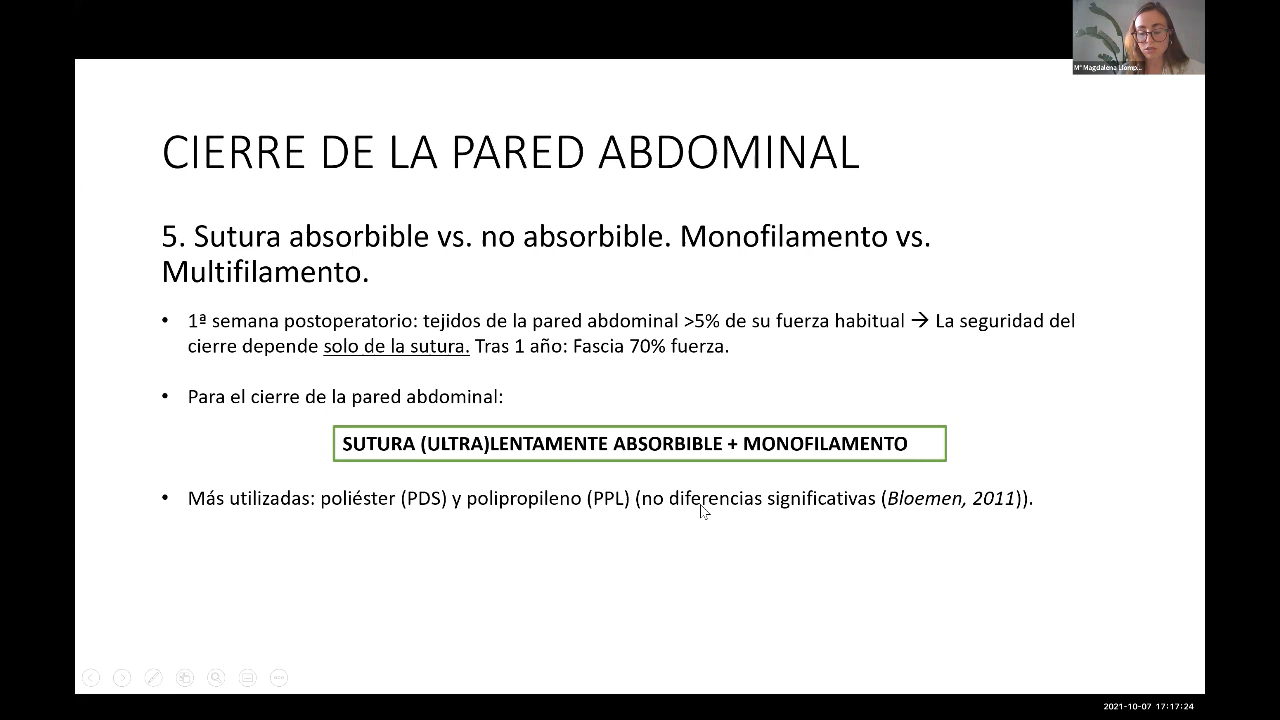 Mª Magdalena Llomp...
CIERRE DE LA PARED ABDOMINAL
5. Sutura absorbible vs. no absorbible. Monofilamento vs.
Multifilamento.
• 1ª semana postoperatorio: tejidos de la pared abdominal >5% de su fuerza habitual → La seguridad del
cierre depende solo de la sutura. Tras 1 año: Fascia 70% fuerza.
• Para el cierre de la pared abdominal:
SUTURA (ULTRA)LENTAMENTE ABSORBIBLE + MONOFILAMENTO
• Más utilizadas: poliéster (PDS) y polipropileno (PPL) (no diferencias significativas (Bloemen, 2011)).
2021-10-07 17:17:24